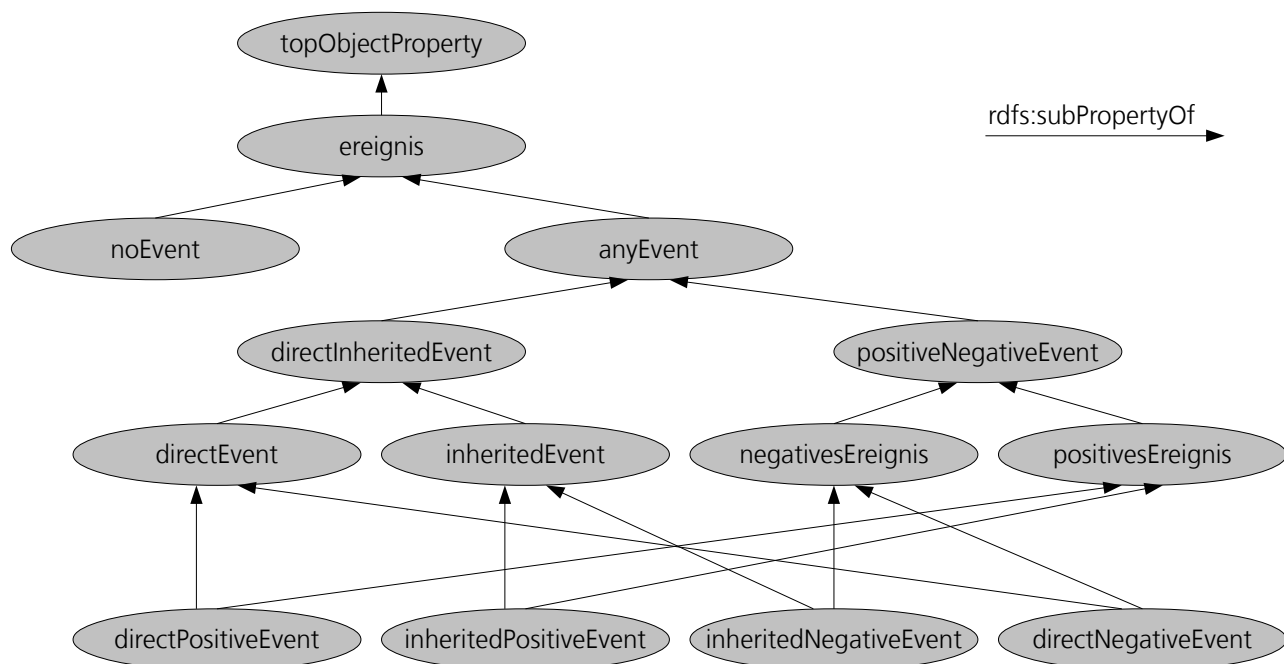 topObjectProperty
rdfs:subPropertyOf
ereignis
noEvent
anyEvent
directInheritedEvent
positiveNegativeEvent
directEvent
inheritedEvent
negativesEreignis
positivesEreignis
directPositiveEvent
inheritedPositiveEvent
inheritedNegativeEvent
directNegativeEvent